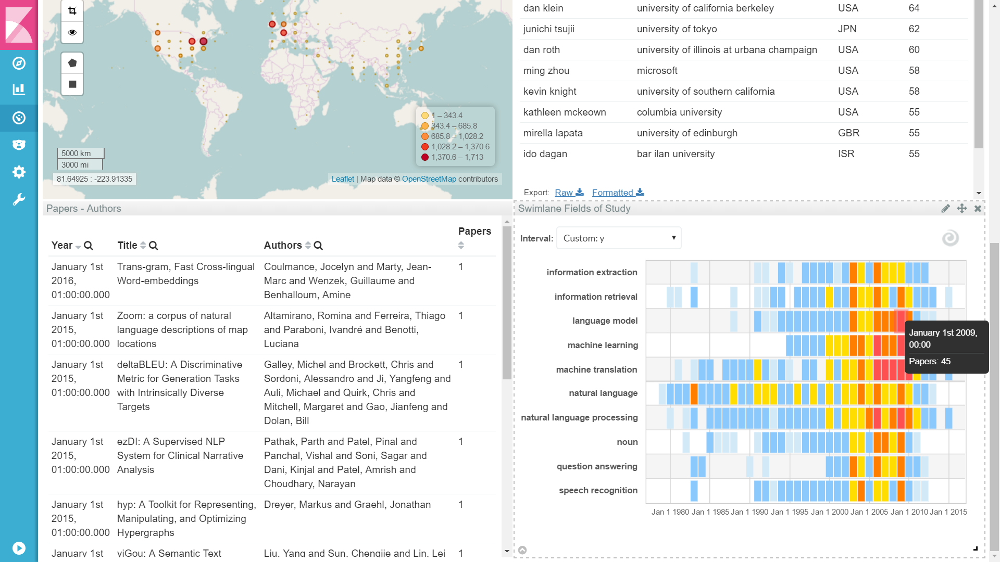 dan klein university of california berkeley USA 64
junichi tsujii university of tokyo JPN 62
dan roth university of illinois at urbana champaign USA 60
ming zhou microsoft USA 58
kevin knight university of southern california USA 58
kathleen mckeown columbia university USA 55
mirella lapata university of edinburgh GBR 55
ido dagan bar ilan university ISR 55
Export: Raw Formatted
1 – 343.4
343.4 – 685.8
685.8 – 1,028.2
1,028.2 – 1,370.6
1,370.6 – 1,713
5000 km
3000 mi
81.64925 : -223.91335
Leaflet | Map data © OpenStreetMap contributors
Papers - Authors
Year Title Authors Papers
January 1st Trans-gram, Fast Cross-lingual Coulmance, Jocelyn and Marty, Jean- 1
2016, Word-embeddings Marc and Wenzek, Guillaume and
01:00:00.000 Benhalloum, Amine
January 1st Zoom: a corpus of natural Altamirano, Romina and Ferreira, Thiago 1
2015, language descriptions of map and Paraboni, Ivandré and Benotti,
01:00:00.000 locations Luciana
January 1st deltaBLEU: A Discriminative Galley, Michel and Brockett, Chris and 1
2015, Metric for Generation Tasks Sordoni, Alessandro and Ji, Yangfeng and
01:00:00.000 with Intrinsically Diverse Auli, Michael and Quirk, Chris and
Targets Mitchell, Margaret and Gao, Jianfeng and
Dolan, Bill
January 1st ezDI: A Supervised NLP Pathak, Parth and Patel, Pinal and 1
2015, System for Clinical Narrative Panchal, Vishal and Soni, Sagar and
01:00:00.000 Analysis Dani, Kinjal and Patel, Amrish and
Choudhary, Narayan
January 1st hyp: A Toolkit for Representing, Dreyer, Markus and Graehl, Jonathan 1
2015, Manipulating, and Optimizing
01:00:00.000 Hypergraphs
January 1st yiGou: A Semantic Text Liu, Yang and Sun, Chengjie and Lin, Lei 1
Swimlane Fields of Study
Interval: Custom: y
information extraction
information retrieval
language model
machine learning
machine translation
natural language
natural language processing
noun
question answering
speech recognition
January 1st 2009,
00:00
Papers: 45
Jan 1 1980 Jan 1 1985 Jan 1 1990 Jan 1 1995 Jan 1 2000 Jan 1 2005 Jan 1 2010 Jan 1 2015